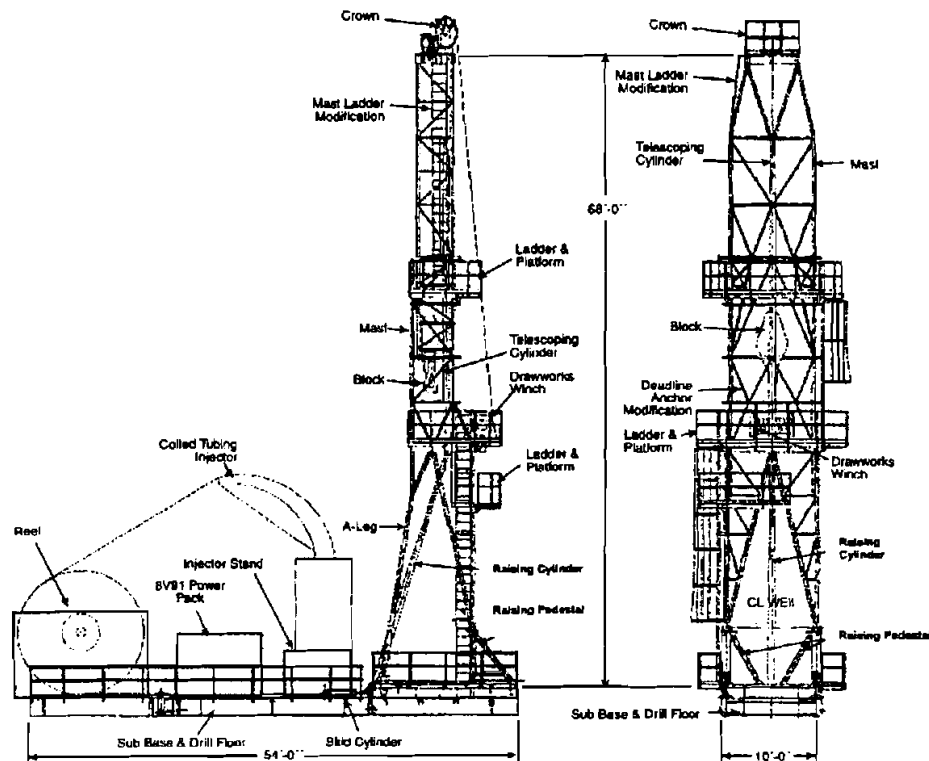 Crown
Mast Ladder
Modification
Ladder &
Platform
Mast
Telescoping
Cylinder
Block
Drawworks
Winch
Coiled Tubing
Injector
Ladder &
Platform
Reel
A-Leg
Injector Stand
8V91 Power
Pack
Raising Cylinder
Raising Pedestal
Sub Base & Drill Floor
Skid Cylinder
54'-0"
68'-0"
Crown
Mast Ladder
Modification
Telescoping
Cylinder
Mast
Block
Deadline
Anchor
Modification
Ladder &
Platform
Drawworks
Winch
Raising
Cylinder
CL Well
Raising Pedestal
Sub Base & Drill Floor
10'-0"